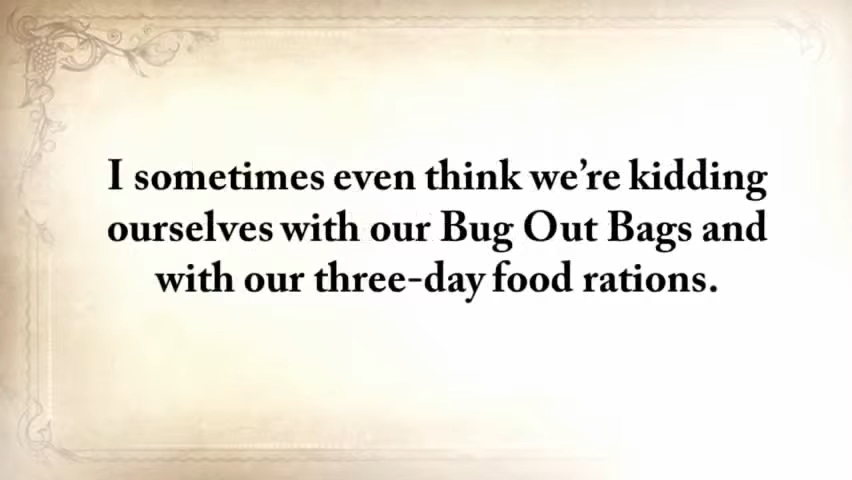 I sometimes even think we’re kidding
ourselves with our Bug Out Bags and
with our three-day food rations.